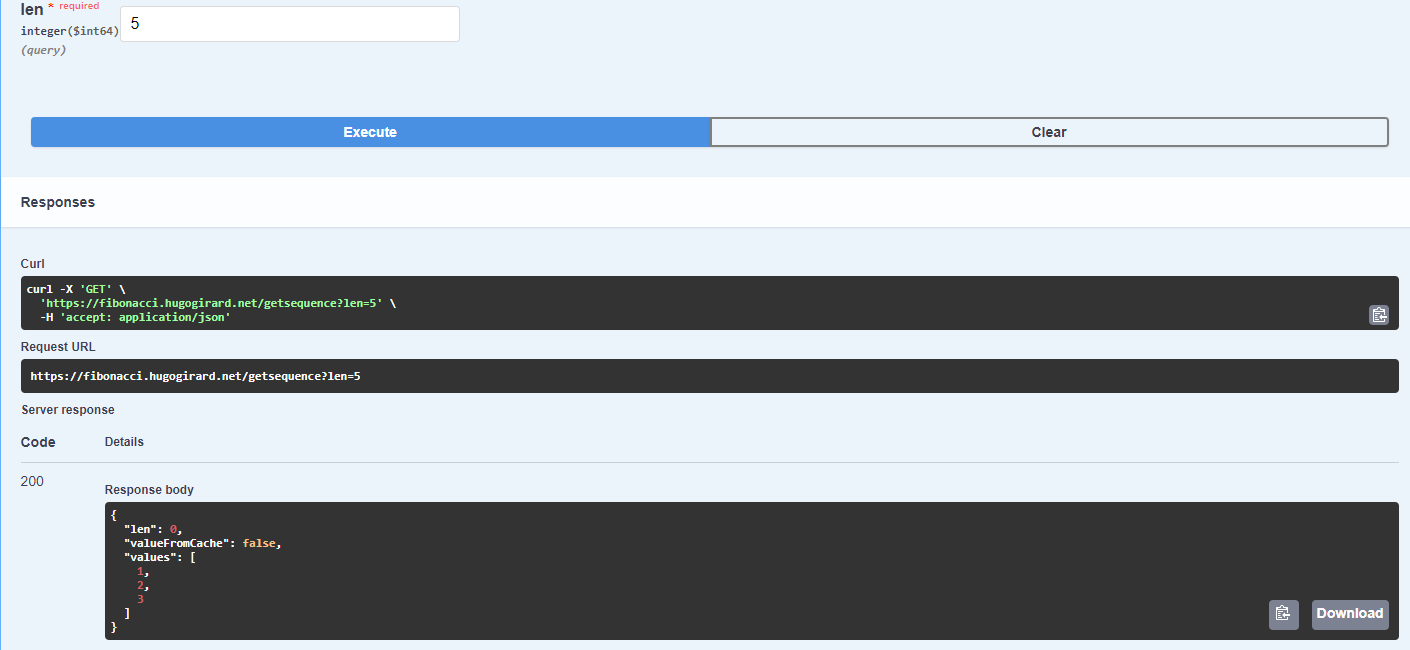 len * required
integer($int64)
5
(query)
Execute
Clear
Responses
Curl
curl -X 'GET' \
  'https://fibonacci.hugogirard.net/getsequence?len=5' \
  -H 'accept: application/json'
Request URL
https://fibonacci.hugogirard.net/getsequence?len=5
Server response
Code
Details
200
Response body
{
  "len": 0,
  "valueFromCache": false,
  "values": [
    1,
    2,
    3
  ]
}
Download